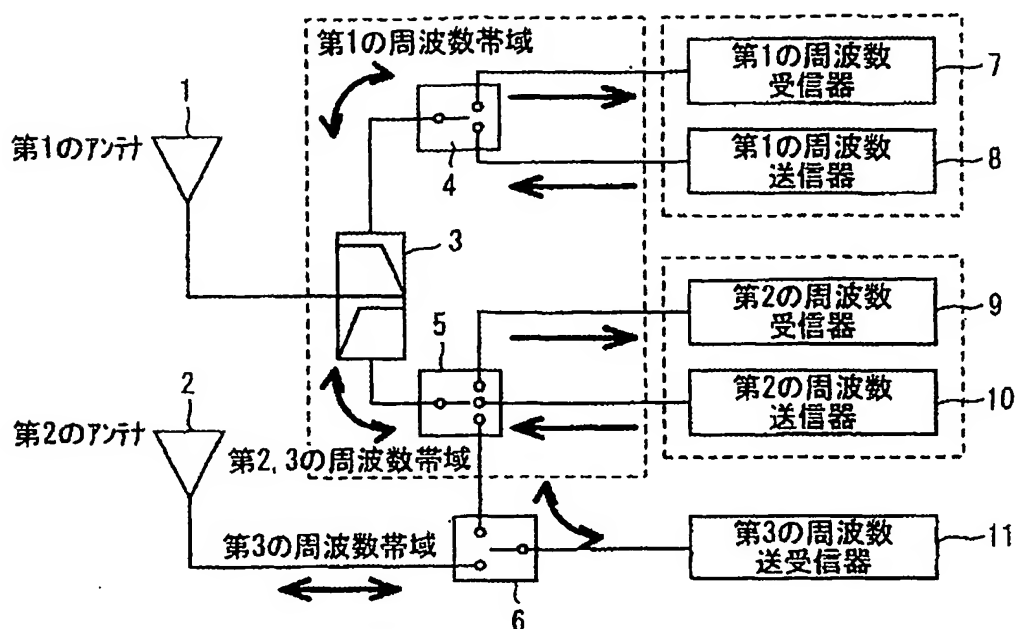 第1の周波数帯域
1
第1のアンテナ
4
第1の周波数
受信器
7
第1の周波数
送信器
8
3
5
第2の周波数
受信器
9
第2の周波数
送信器
10
2
第2のアンテナ
第2,3の周波数帯域
第3の周波数帯域
6
第3の周波数
送受信器
11